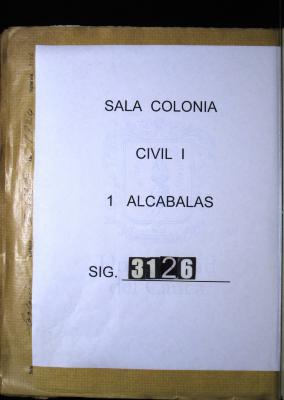 SALA COLONIA
CIVIL I
1 ALCABALAS
SIG. 3126